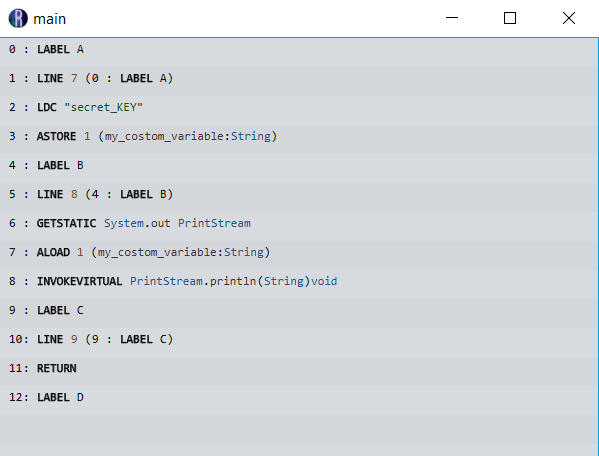 main
0 : LABEL A
1 : LINE 7 (0 : LABEL A)
2 : LDC "secret_KEY"
3 : ASTORE 1 (my_costom_variable:String)
4 : LABEL B
5 : LINE 8 (4 : LABEL B)
6 : GETSTATIC System.out PrintStream
7 : ALOAD 1 (my_costom_variable:String)
8 : INVOKEVIRTUAL PrintStream.println(String)void
9 : LABEL C
10: LINE 9 (9 : LABEL C)
11: RETURN
12: LABEL D